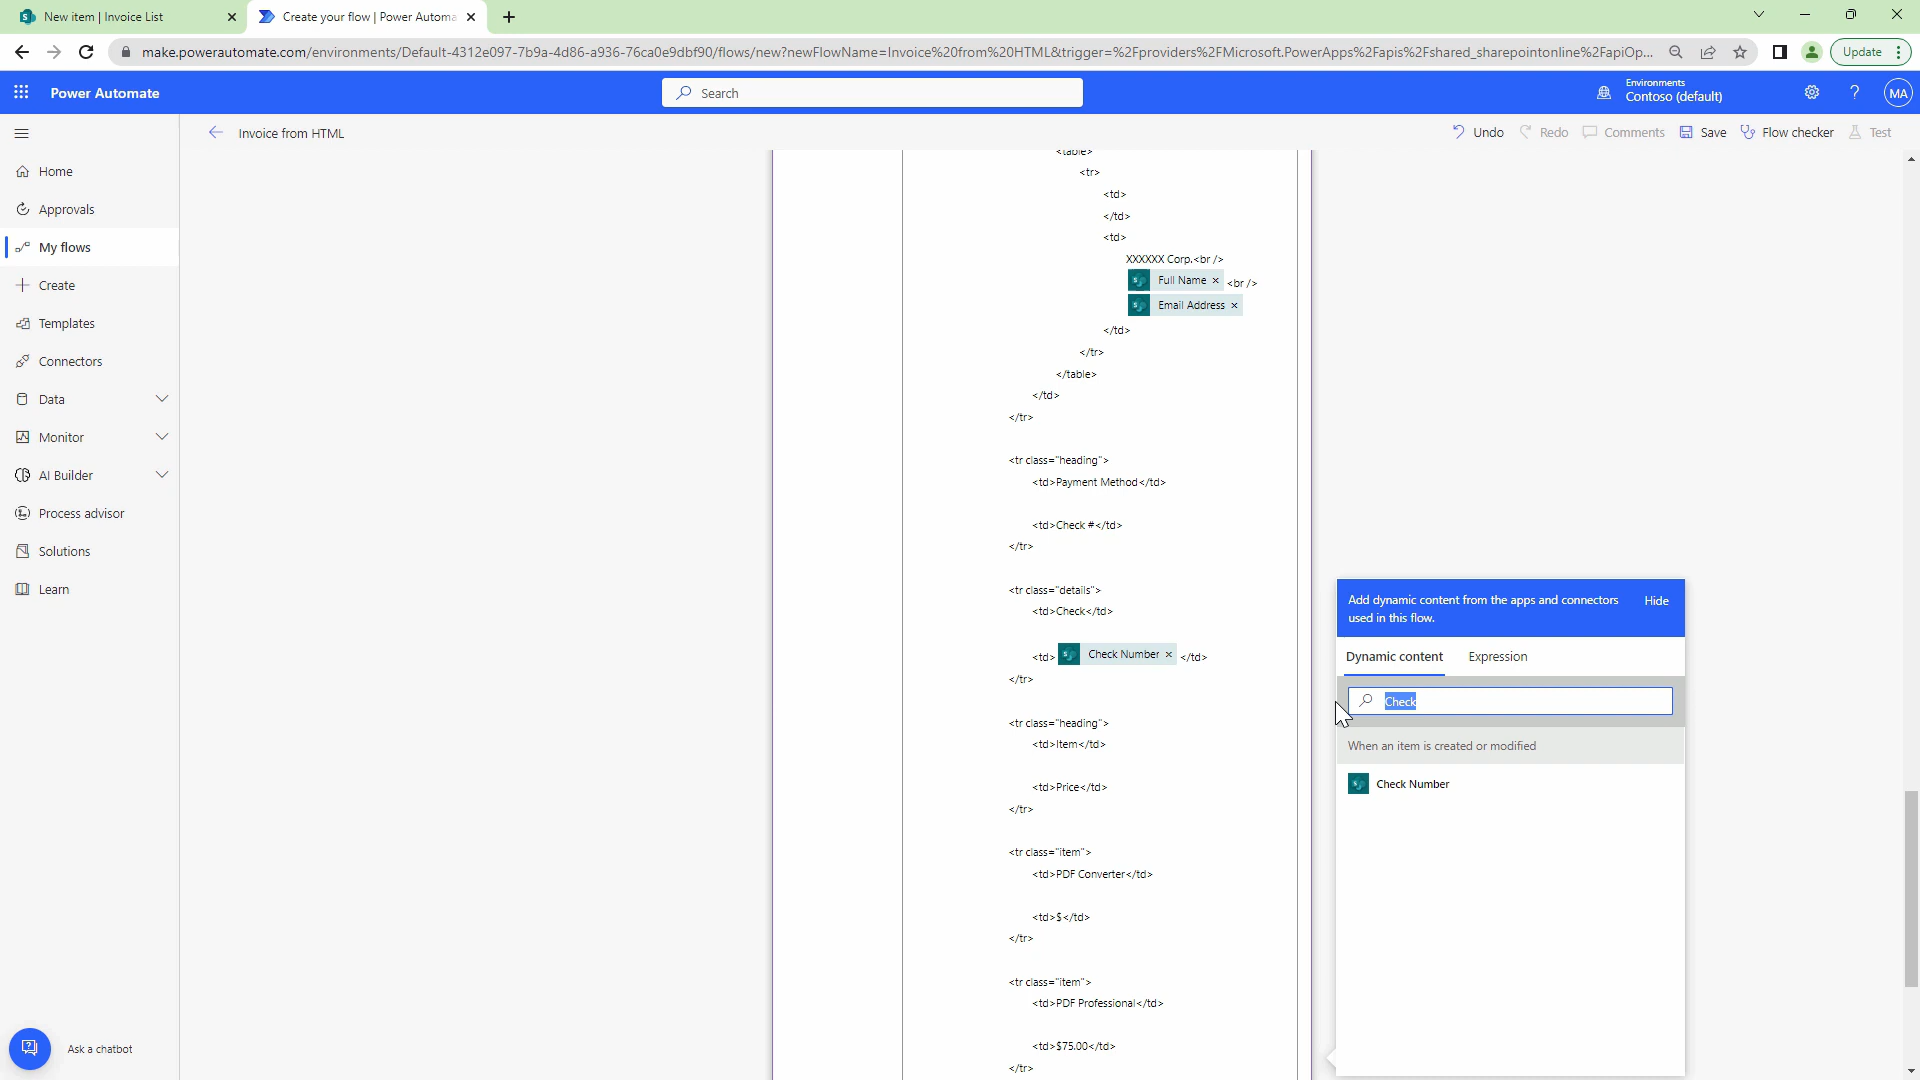 New item | Invoice List
Create your flow | Power Automa
make.powerautomate.com/environments/Default-4312e097-7b9a-4d86-a936-76ca0e9dbf90/flows/new?newFlowName=Invoice%20from%20HTML&trigger=%2Fproviders%2FMicrosoft.PowerApps%2Fapis%2Fshared_sharepointonline%2FapiOp...
Update
Power Automate
Search
Environments
Contoso (default)
MA
Invoice from HTML
Undo
Redo
Comments
Save
Flow checker
Test
Home
Approvals
My flows
Create
Templates
Connectors
Data
Monitor
AI Builder
Process advisor
Solutions
Learn
Ask a chatbot
<table>
<tr>
<td>
</td>
<td>
XXXXXX Corp.<br />
Full Name × <br />
Email Address ×
</td>
</tr>
</table>
</td>
</tr>
<tr class="heading">
<td>Payment Method</td>
<td>Check #</td>
</tr>
<tr class="details">
<td>Check</td>
<td> Check Number × </td>
</tr>
<tr class="heading">
<td>Item</td>
<td>Price</td>
</tr>
<tr class="item">
<td>PDF Converter</td>
<td>$</td>
</tr>
<tr class="item">
<td>PDF Professional</td>
<td>$75.00</td>
</tr>
Add dynamic content from the apps and connectors
used in this flow.
Hide
Dynamic content
Expression
Check
When an item is created or modified
Check Number